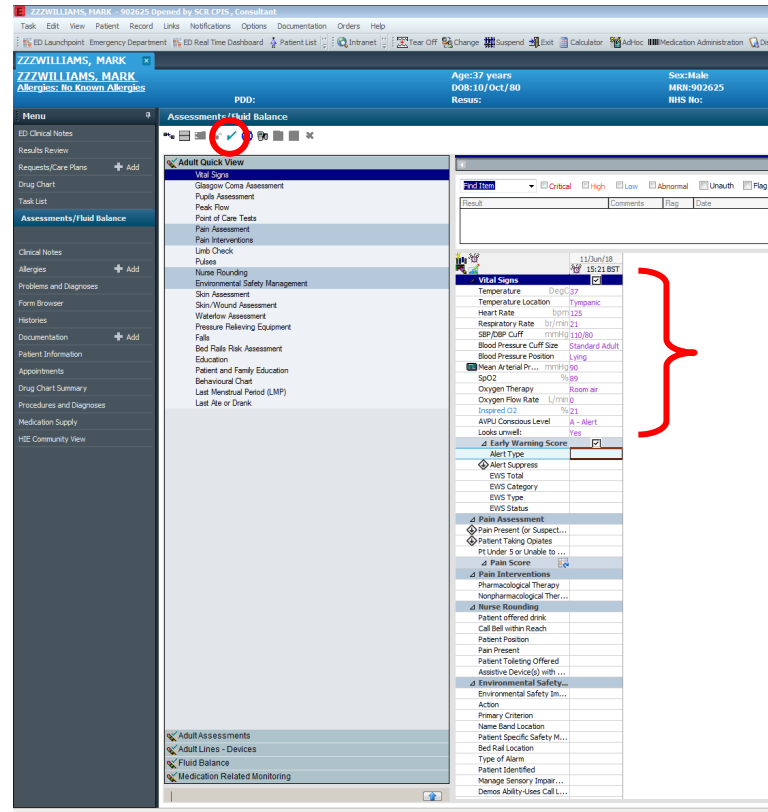 ZZZWILLIAMS, MARK - 902625 Opened by SCR CPIS , Consultant
Task Edit View Patient Record Links Notifications Options Documentation Orders Help
ED Launchpoint Emergency Department ED Real Time Dashboard Patient List Intranet Tear Off Change Suspend Exit Calculator AdHoc Medication Administration
ZZZWILLIAMS, MARK
ZZZWILLIAMS, MARK Age:37 years Sex:Male
Allergies: No Known Allergies DOB:10/Oct/80 MRN:902625
PDD: Resus: NHS No:
Menu
ED Clinical Notes
Results Review
Requests/Care Plans Add
Drug Chart
Task List
Assessments/Fluid Balance
Clinical Notes
Allergies Add
Problems and Diagnoses
Form Browser
Histories
Documentation Add
Patient Information
Appointments
Drug Chart Summary
Procedures and Diagnoses
Medication Supply
HIE Community View
Assessments/Fluid Balance
Adult Quick View
Vital Signs
Glasgow Coma Assessment
Pupils Assessment
Peak Flow
Point of Care Tests
Pain Assessment
Pain Interventions
Limb Check
Pulses
Nurse Rounding
Environmental Safety Management
Skin Assessment
Skin/Wound Assessment
Waterlow Assessment
Pressure Relieving Equipment
Falls
Bed Rails Risk Assessment
Education
Patient and Family Education
Behavioural Chart
Last Menstrual Period (LMP)
Last Ate or Drank
Adult Assessments
Adult Lines - Devices
Fluid Balance
Medication Related Monitoring
Find Item Critical High Low Abnormal Unauth Flag
Result Comments Flag Date
11/Jun/18
15:21 BST
Vital Signs
Temperature DegC 37
Temperature Location Tympanic
Heart Rate bpm 125
Respiratory Rate br/min 21
SBP/DBP Cuff mmHg 110/80
Blood Pressure Cuff Size Standard Adult
Blood Pressure Position Lying
Mean Arterial Pr... mmHg 90
SpO2 % 89
Oxygen Therapy Room air
Oxygen Flow Rate L/min 0
Inspired O2 % 21
AVPU Conscious Level A - Alert
Looks unwell: Yes
Early Warning Score
Alert Type
Alert Suppress
EWS Total
EWS Category
EWS Type
EWS Status
Pain Assessment
Pain Present (or Suspect...
Patient Taking Opiates
Pt Under 5 or Unable to ...
Pain Score
Pain Interventions
Pharmacological Therapy
Nonpharmacological Ther...
Nurse Rounding
Patient offered drink
Call Bell within Reach
Patient Position
Pain Present
Patient Toileting Offered
Assistive Device(s) with ...
Environmental Safety...
Environmental Safety Im...
Action
Primary Criterion
Name Band Location
Patient Specific Safety M...
Bed Rail Location
Type of Alarm
Patient Identified
Manage Sensory Impair...
Demos Ability-Uses Call L...